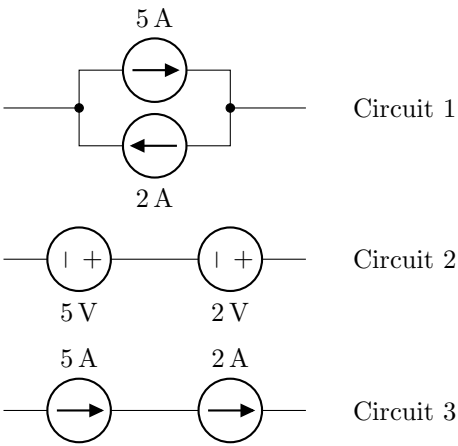 5 A
Circuit 1
2 A
Circuit 2
5 V 2 V
5 A 2 A
Circuit 3